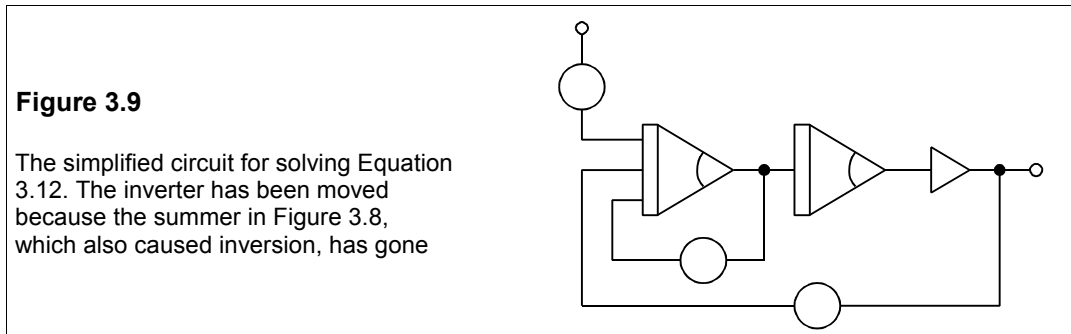 Figure 3.9
The simplified circuit for solving Equation
3.12. The inverter has been moved
because the summer in Figure 3.8,
which also caused inversion, has gone